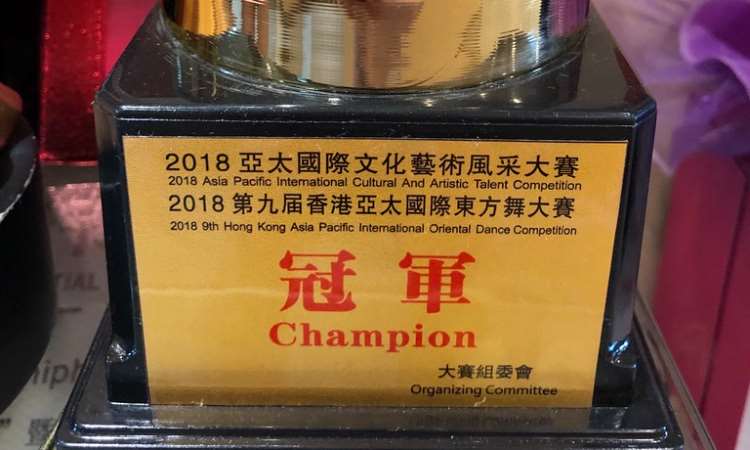 2018 亞太國際文化藝術風采大賽
2018 Asia Pacific International Cultural And Artistic Talent Competition
2018 第九届香港亞太國際東方舞大賽
2018 9th Hong Kong Asia Pacific International Oriental Dance Competition
冠軍
Champion
大賽組委會
Organizing Committee